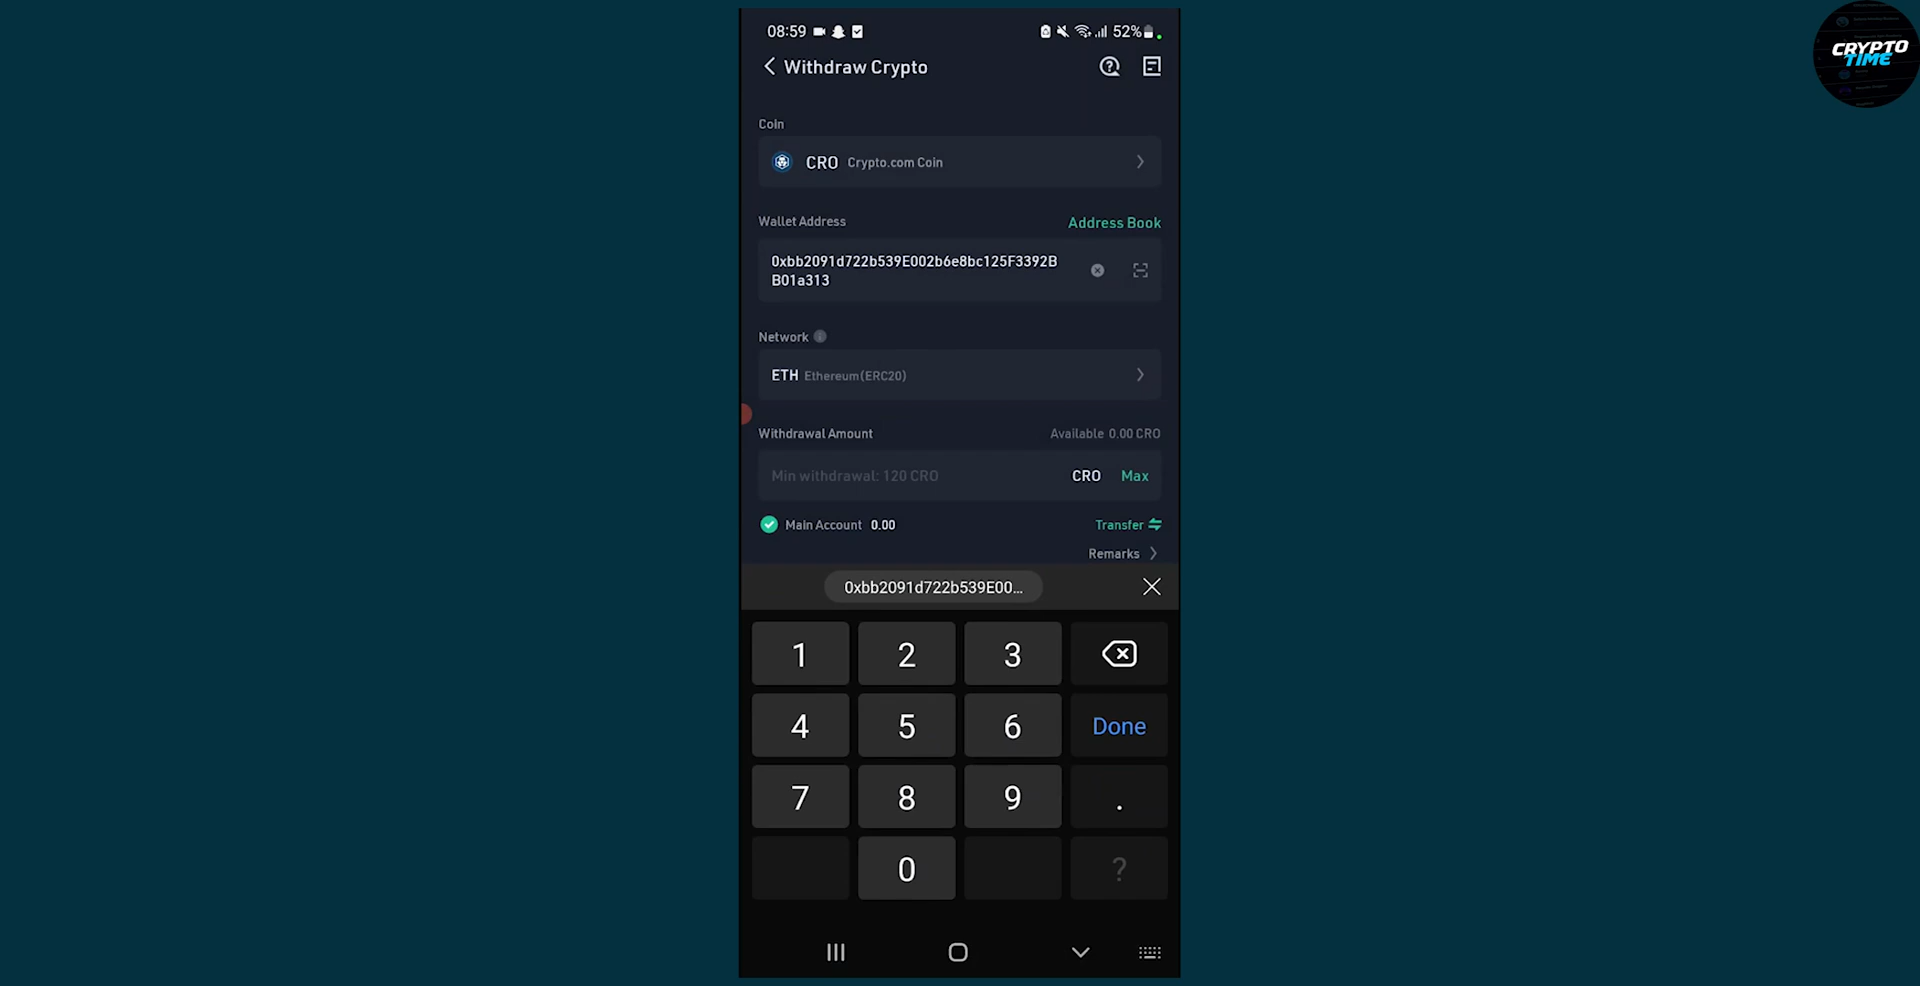 08:59
52%
CRYPTO
TIME
Withdraw Crypto
Coin
CRO Crypto.com Coin
Wallet Address
Address Book
0xbb2091d722b539E002b6e8bc125F3392B
B01a313
Network
ETH Ethereum(ERC20)
Withdrawal Amount
Available 0.00 CRO
Min withdrawal: 120 CRO
CRO Max
Main Account 0.00
Transfer
Remarks
0xbb2091d722b539E00...
1 2 3
4 5 6 Done
7 8 9 .
0 ?